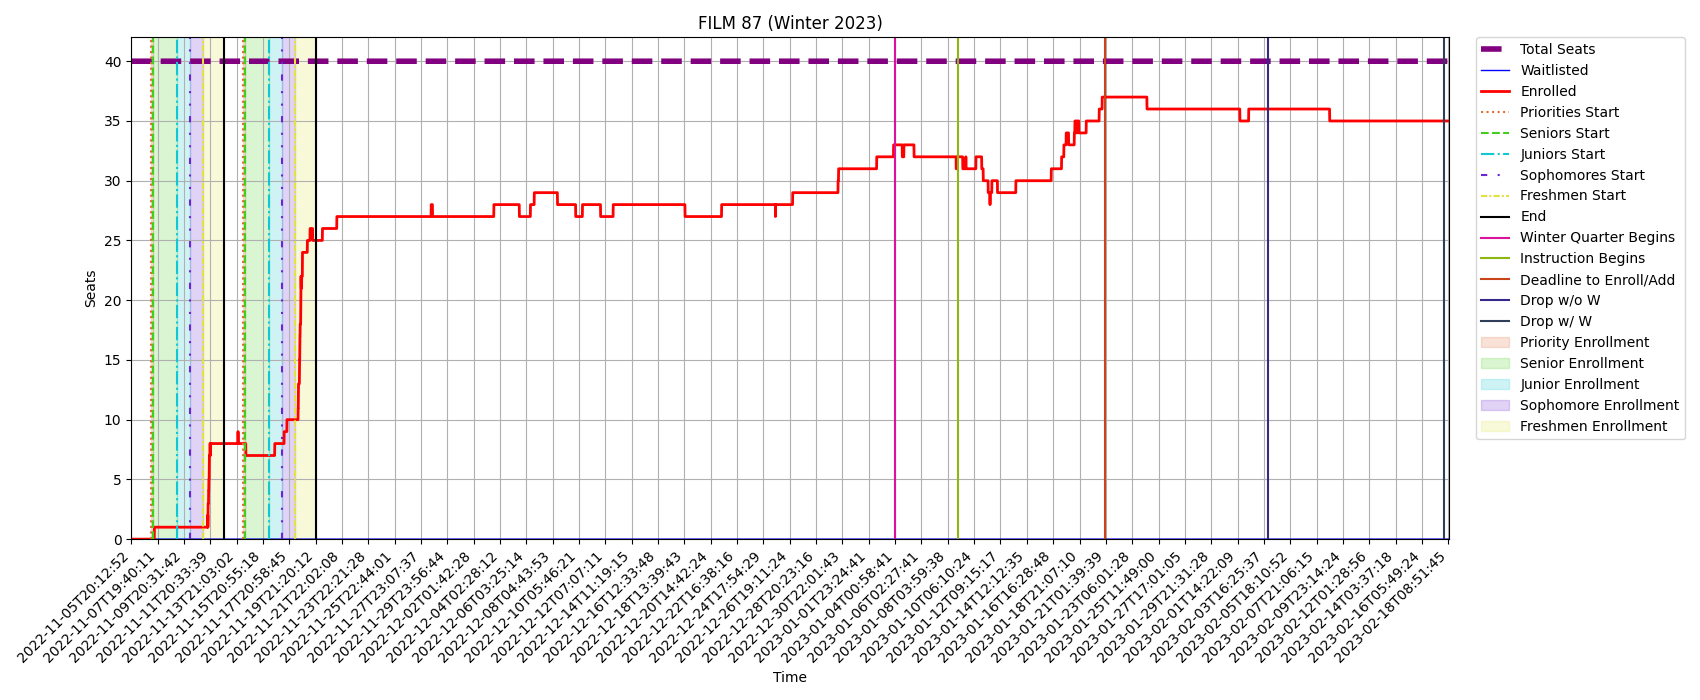 FILM 87 (Winter 2023)
Seats
40
35
30
25
20
15
10
5
0
2022-11-05T20:12:52
2022-11-07T19:40:11
2022-11-09T20:31:42
2022-11-11T20:33:39
2022-11-13T21:03:02
2022-11-15T20:55:18
2022-11-17T20:58:45
2022-11-19T21:20:12
2022-11-21T22:02:08
2022-11-23T22:21:28
2022-11-25T22:44:01
2022-11-27T23:07:37
2022-11-29T23:56:44
2022-12-02T01:42:28
2022-12-04T02:28:12
2022-12-06T03:25:14
2022-12-08T04:43:53
2022-12-10T05:46:21
2022-12-12T07:07:11
2022-12-14T11:19:15
2022-12-16T12:33:48
2022-12-18T13:39:43
2022-12-20T14:42:24
2022-12-22T16:38:16
2022-12-24T17:54:29
2022-12-26T19:11:24
2022-12-28T20:23:16
2022-12-30T22:01:43
2023-01-01T23:24:41
2023-01-04T00:58:41
2023-01-06T02:27:41
2023-01-08T03:59:38
2023-01-10T06:10:24
2023-01-12T09:15:17
2023-01-14T12:12:35
2023-01-16T16:28:48
2023-01-18T21:07:10
2023-01-21T01:39:39
2023-01-23T06:01:28
2023-01-25T11:49:00
2023-01-27T17:01:05
2023-01-29T21:31:28
2023-02-01T14:22:09
2023-02-03T16:25:37
2023-02-05T18:10:52
2023-02-07T21:06:15
2023-02-09T23:14:24
2023-02-12T01:28:56
2023-02-14T03:37:18
2023-02-16T05:49:24
2023-02-18T08:51:45
Time
Total Seats
Waitlisted
Enrolled
Priorities Start
Seniors Start
Juniors Start
Sophomores Start
Freshmen Start
End
Winter Quarter Begins
Instruction Begins
Deadline to Enroll/Add
Drop w/o W
Drop w/ W
Priority Enrollment
Senior Enrollment
Junior Enrollment
Sophomore Enrollment
Freshmen Enrollment